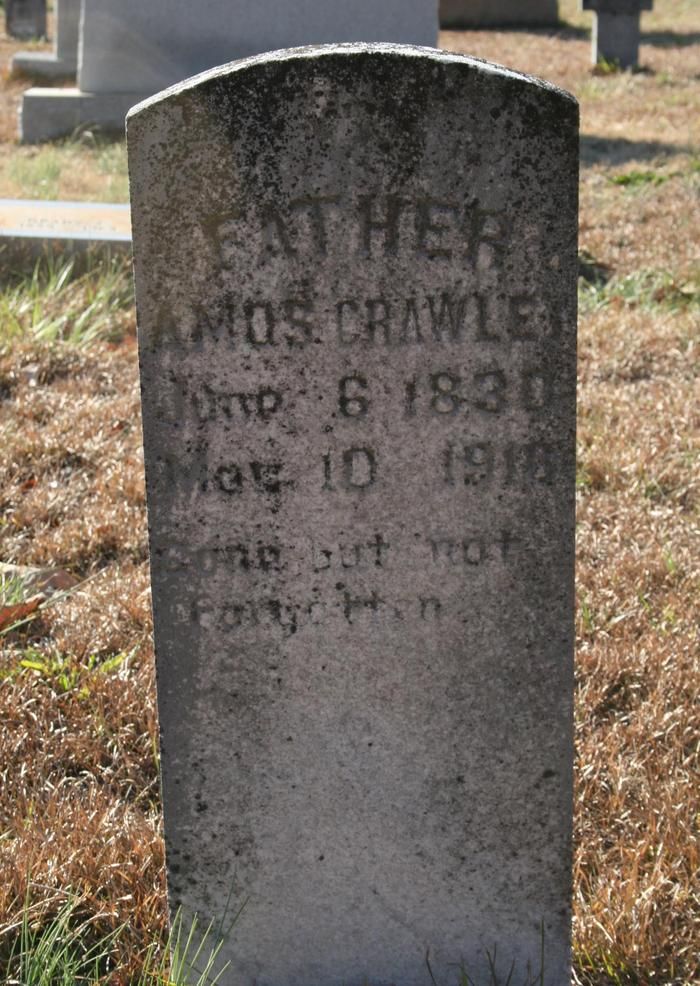 FATHER
AMOS CRAWLEY
June 6 1830
May 10 1910
Gone but not
forgotten